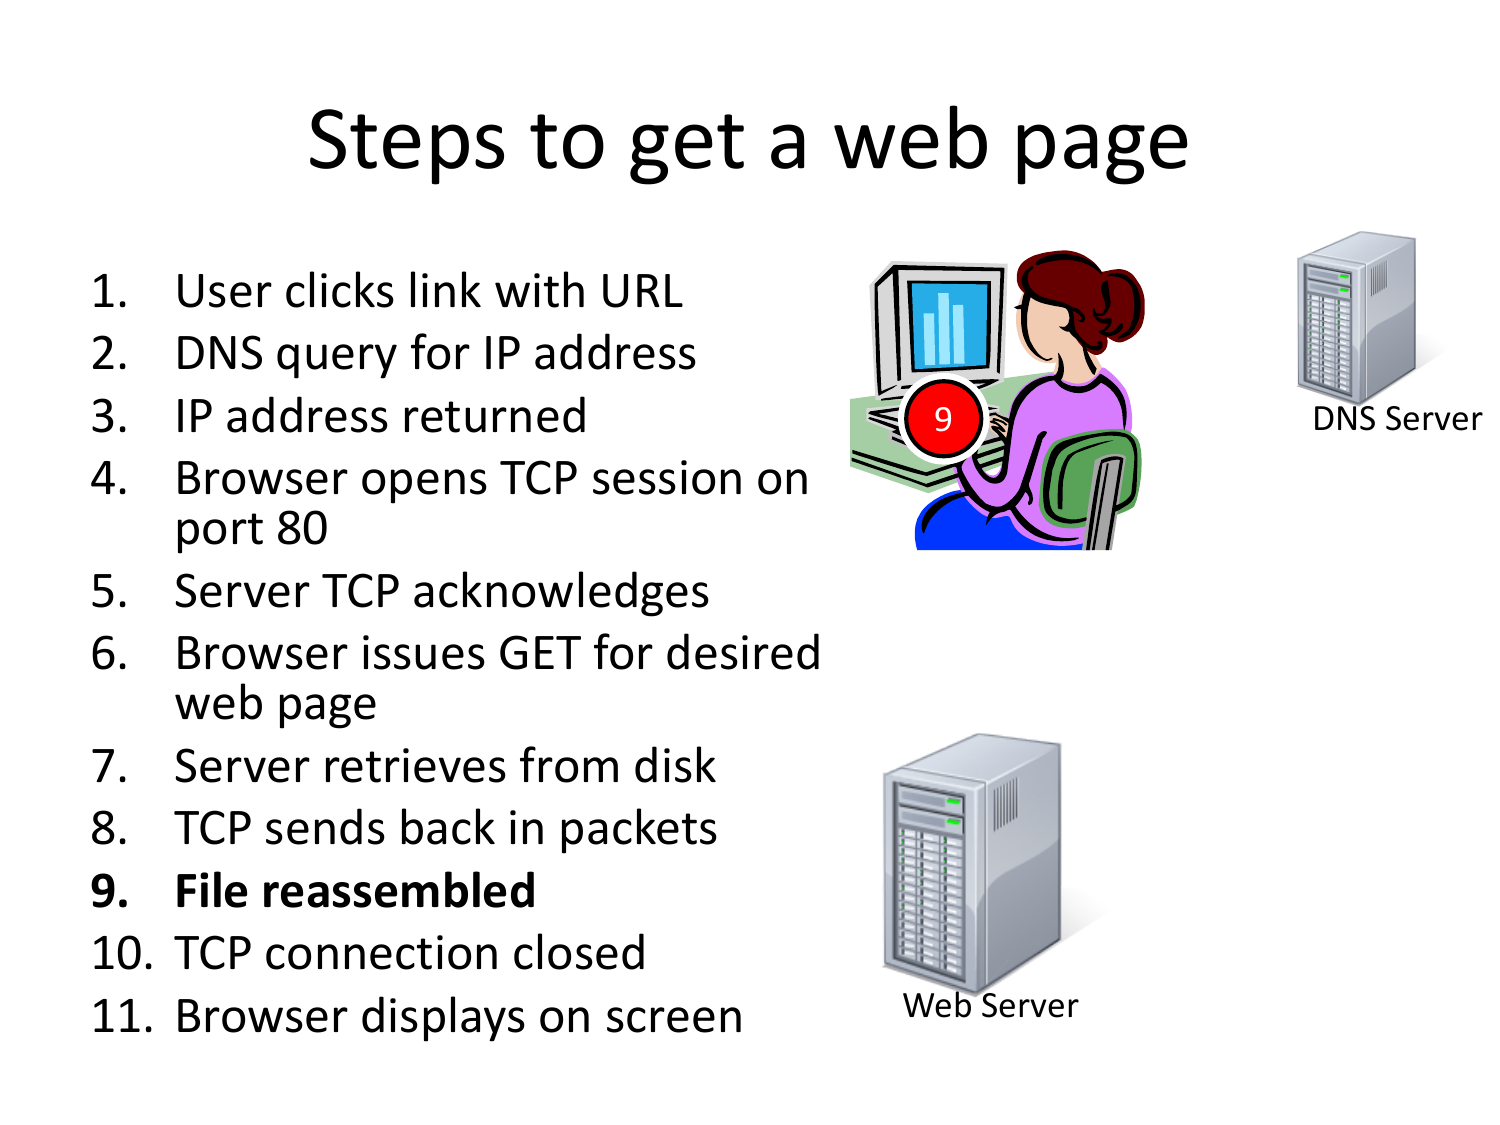 Steps to get a web page
1. User clicks link with URL
2. DNS query for IP address
3. IP address returned
4. Browser opens TCP session on
port 80
5. Server TCP acknowledges
6. Browser issues GET for desired
web page
7. Server retrieves from disk
8. TCP sends back in packets
9. File reassembled
10. TCP connection closed
11. Browser displays on screen
9
DNS Server
Web Server